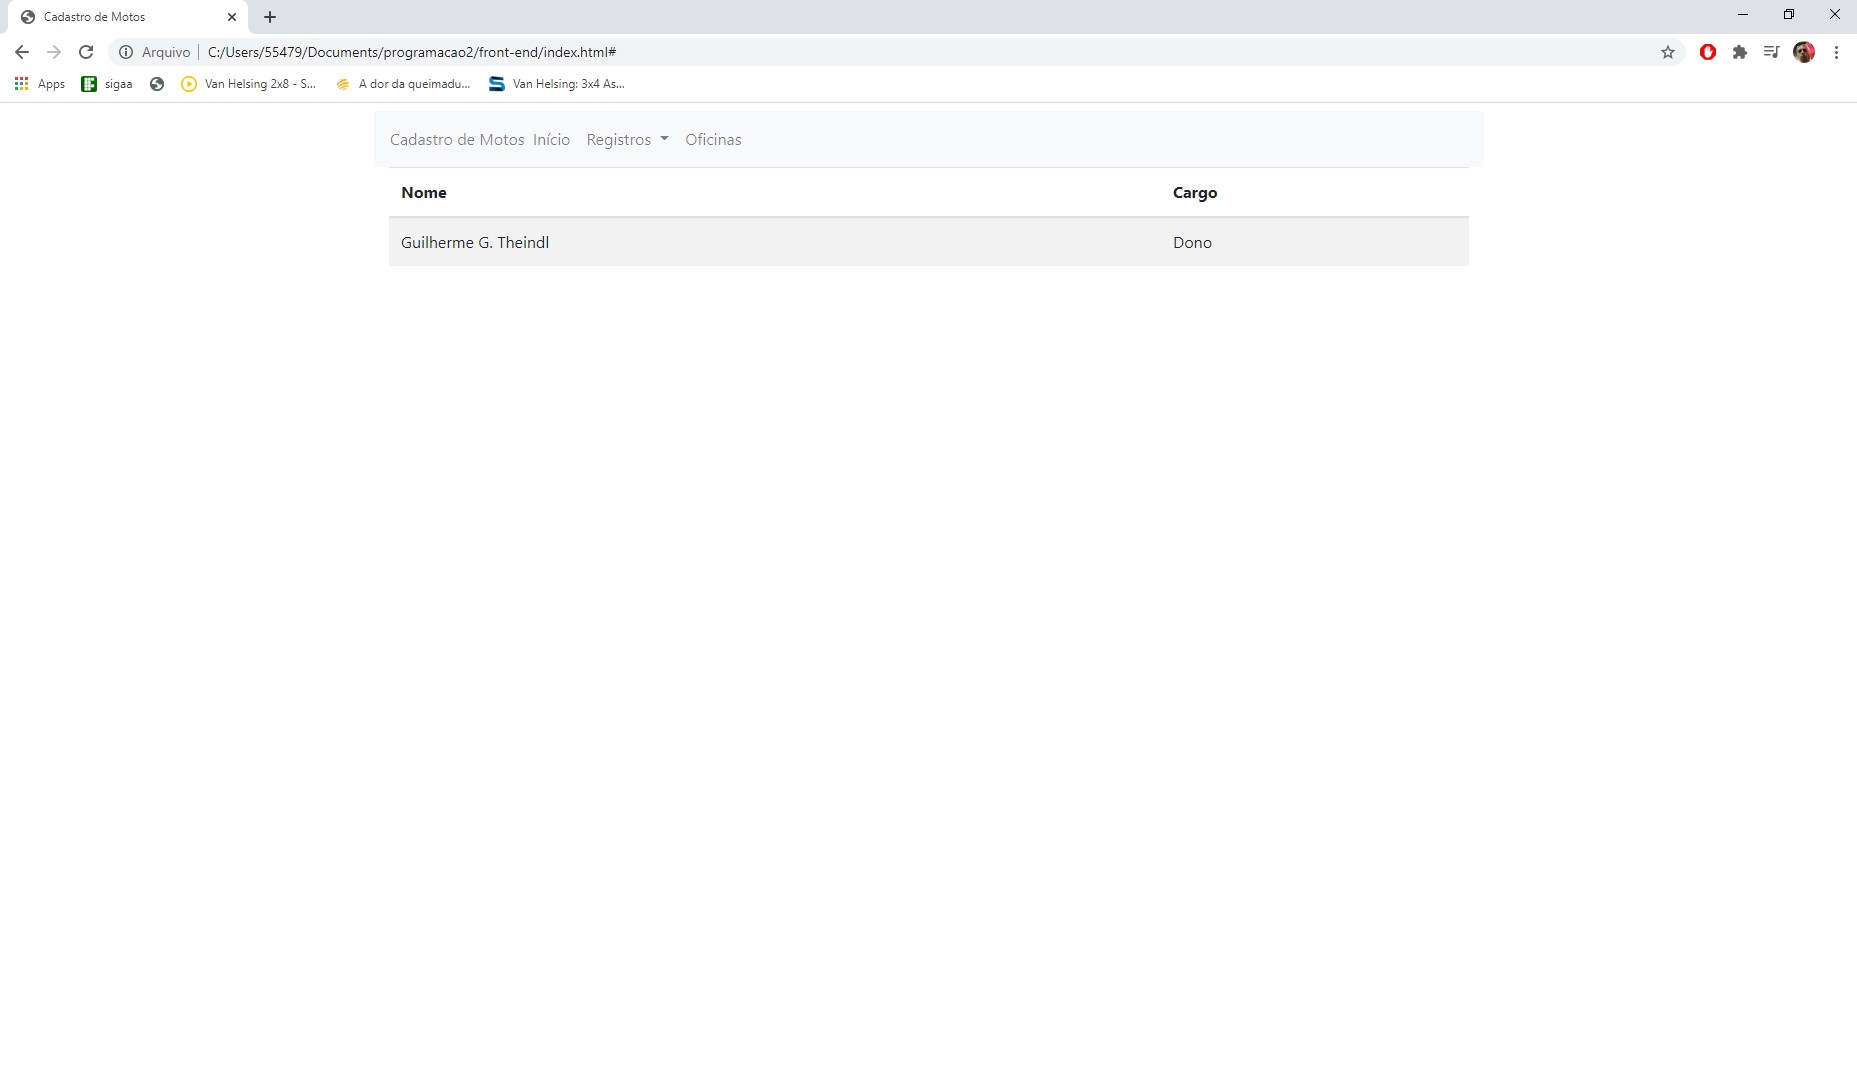 Cadastro de Motos
Arquivo C:/Users/55479/Documents/programacao2/front-end/index.html#
Apps sigaa Van Helsing 2x8 - S... A dor da queimadu... Van Helsing: 3x4 As...
Cadastro de Motos Início Registros Oficinas
Nome Cargo
Guilherme G. Theindl Dono